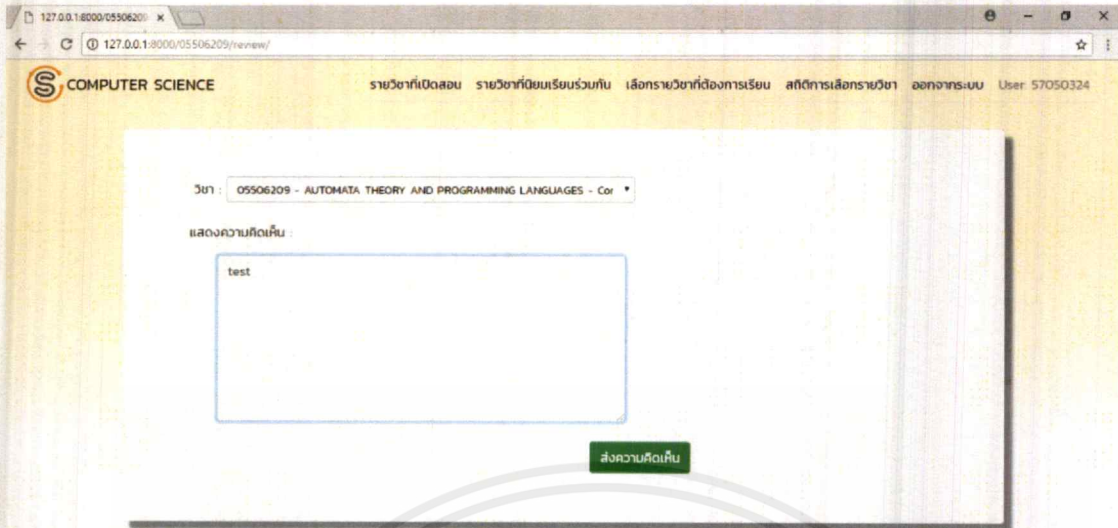 127.0.0.1:8000/0550620
127.0.0.1:8000/05506209/review/
COMPUTER SCIENCE
รายวิชาที่เปิดสอน รายวิชาที่นิยมเรียนร่วมกัน เลือกรายวิชาที่ต้องการเรียน สถิติการเลือกรายวิชา ออกจากระบบ User: 57050324
วิชา : 05506209 - AUTOMATA THEORY AND PROGRAMMING LANGUAGES - Cor
แสดงความคิดเห็น :
test
ส่งความคิดเห็น